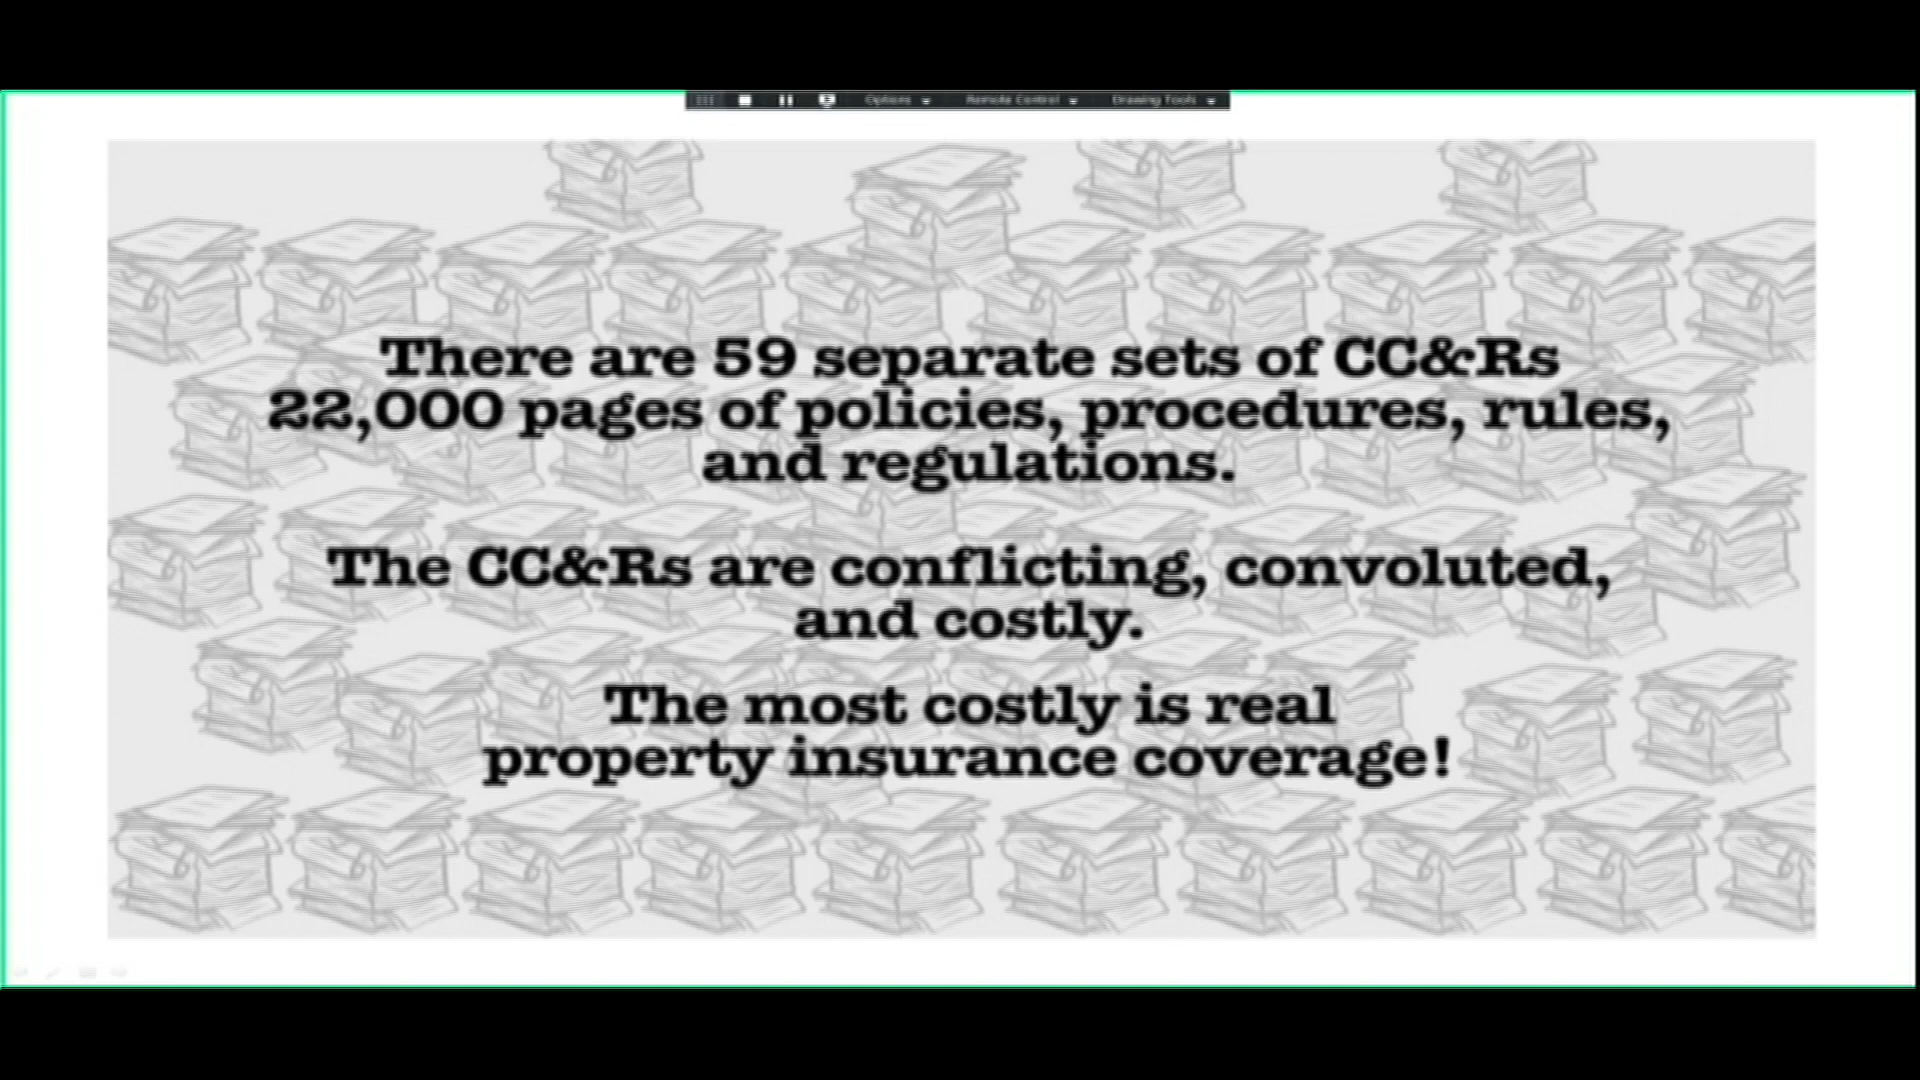 Options Remote Control Drawing Tools
There are 59 separate sets of CC&Rs
22,000 pages of policies, procedures, rules,
and regulations.
The CC&Rs are conflicting, convoluted,
and costly.
The most costly is real
property insurance coverage!